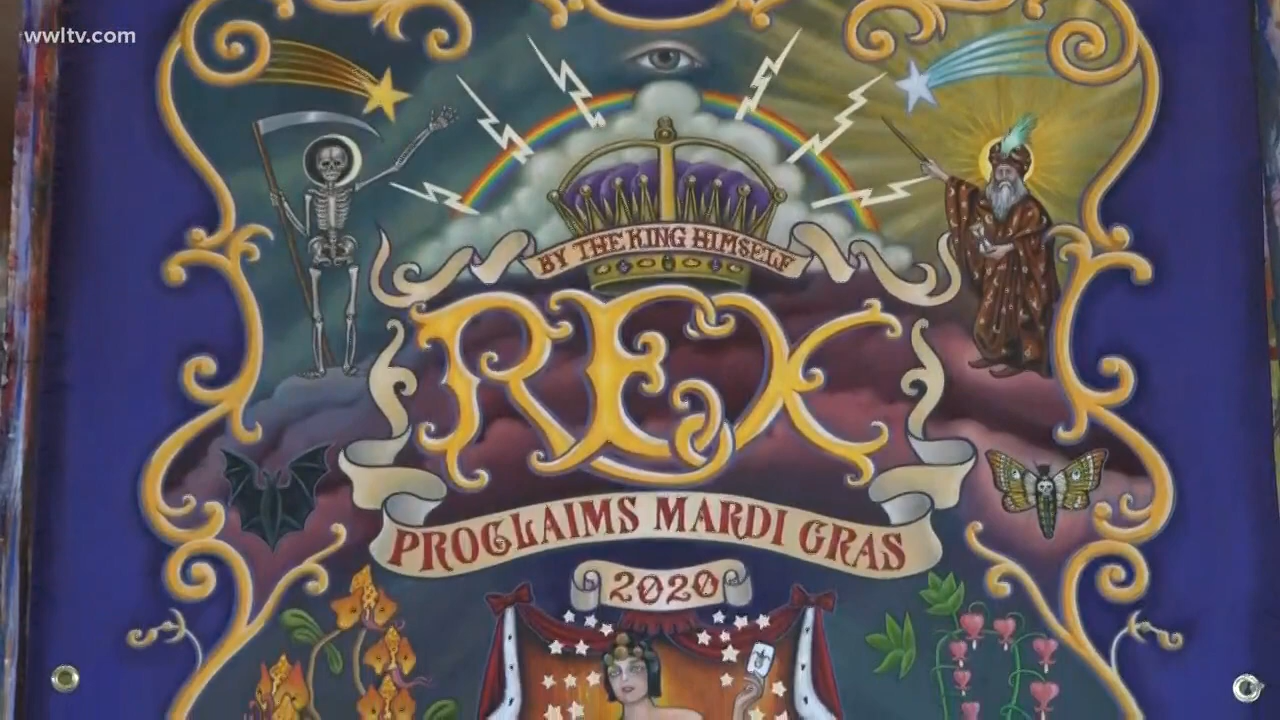 wwltv.com
BY THE KING HIMSELF
REX
PROCLAIMS MARDI GRAS
2020